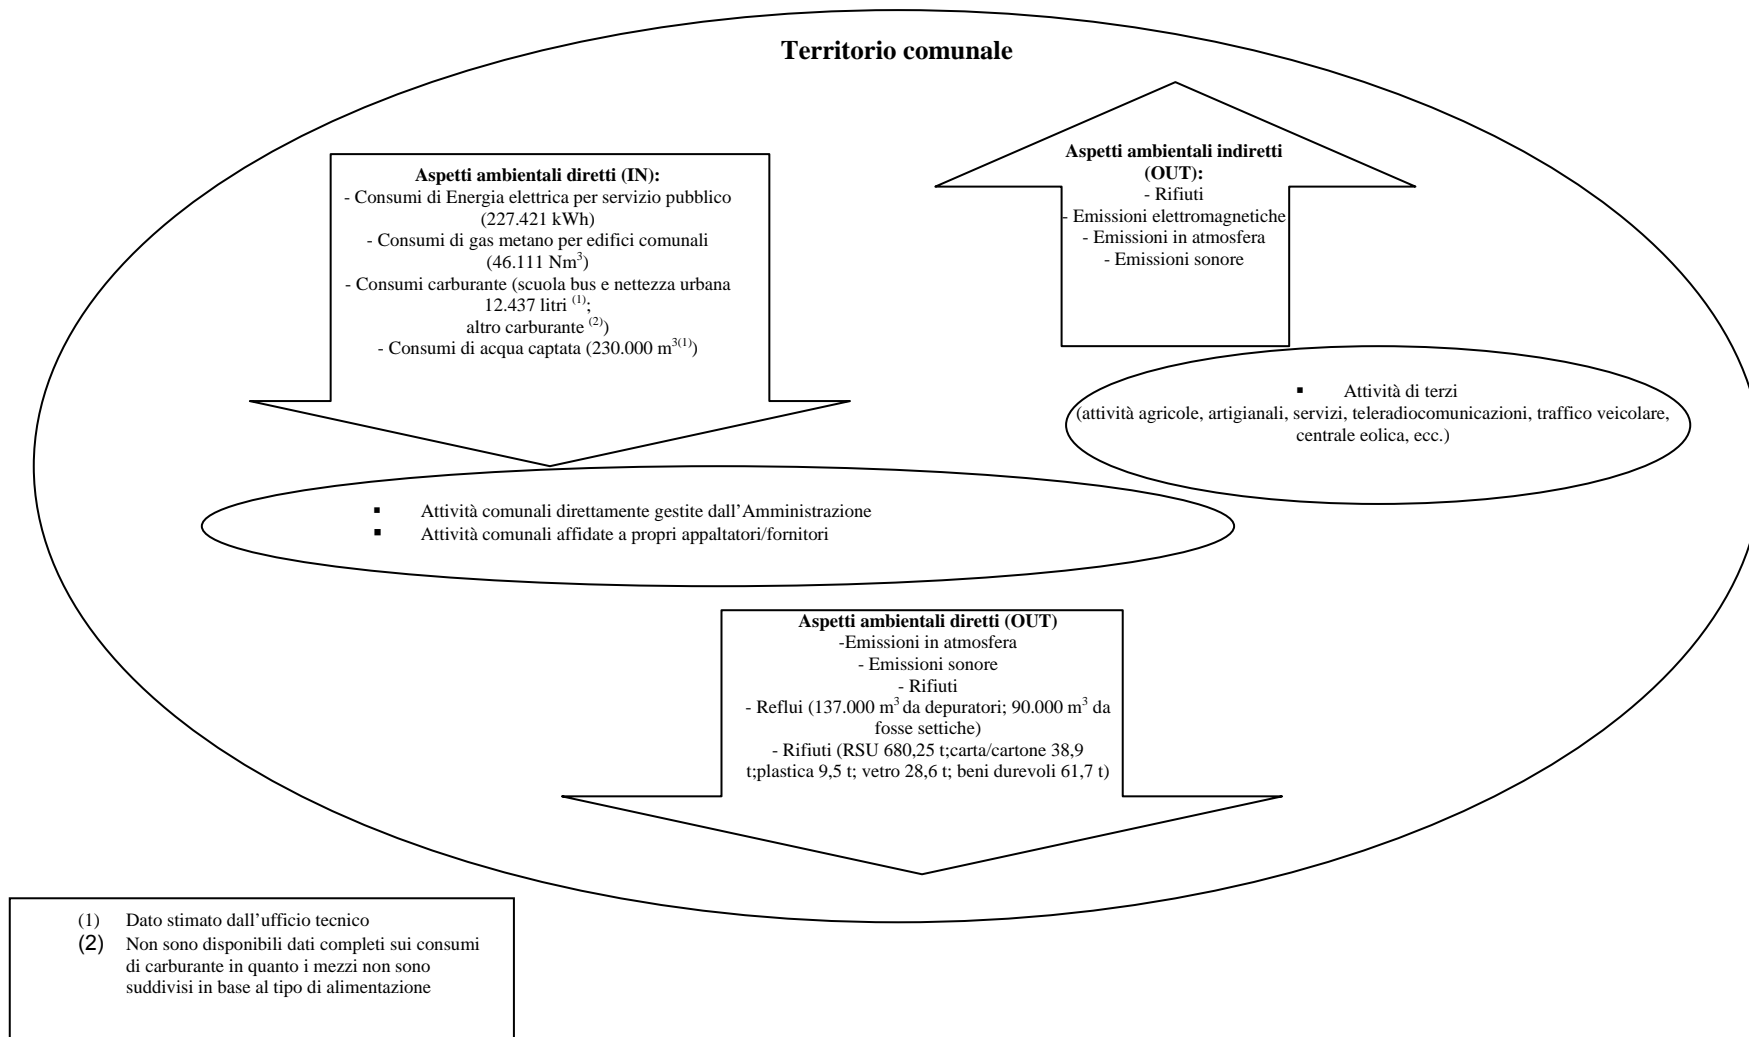 Territorio comunale
Aspetti ambientali diretti (IN):
- Consumi di Energia elettrica per servizio pubblico
(227.421 kWh)
- Consumi di gas metano per edifici comunali
(46.111 Nm³)
- Consumi carburante (scuola bus e nettezza urbana
12.437 litri ⁽¹⁾;
altro carburante ⁽²⁾)
- Consumi di acqua captata (230.000 m³⁽¹⁾)
Aspetti ambientali indiretti
(OUT):
- Rifiuti
- Emissioni elettromagnetiche
- Emissioni in atmosfera
- Emissioni sonore
▪ Attività di terzi
(attività agricole, artigianali, servizi, teleradiocomunicazioni, traffico veicolare,
centrale eolica, ecc.)
▪ Attività comunali direttamente gestite dall’Amministrazione
▪ Attività comunali affidate a propri appaltatori/fornitori
Aspetti ambientali diretti (OUT)
-Emissioni in atmosfera
- Emissioni sonore
- Rifiuti
- Reflui (137.000 m³ da depuratori; 90.000 m³ da
fosse settiche)
- Rifiuti (RSU 680,25 t;carta/cartone 38,9
t;plastica 9,5 t; vetro 28,6 t; beni durevoli 61,7 t)
(1) Dato stimato dall’ufficio tecnico
(2) Non sono disponibili dati completi sui consumi
di carburante in quanto i mezzi non sono
suddivisi in base al tipo di alimentazione